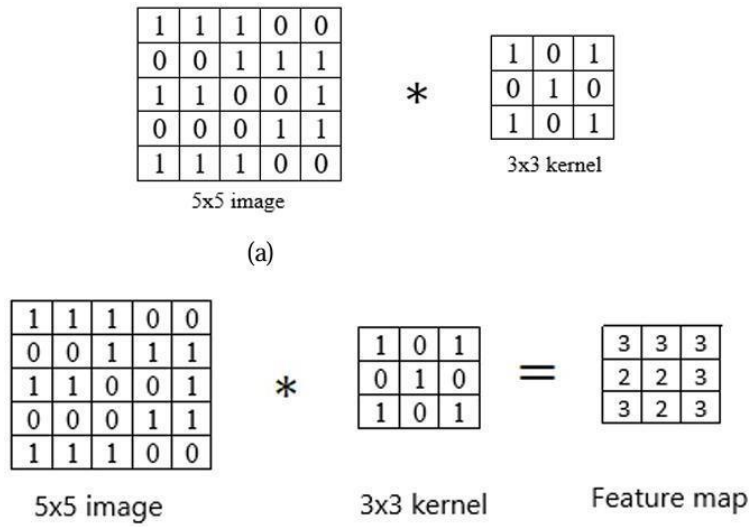 1 1 1 0 0
0 0 1 1 1
1 1 0 0 1
0 0 0 1 1
1 1 1 0 0
5x5 image
*
1 0 1
0 1 0
1 0 1
3x3 kernel
(a)
1 1 1 0 0
0 0 1 1 1
1 1 0 0 1
0 0 0 1 1
1 1 1 0 0
5x5 image
*
1 0 1
0 1 0
1 0 1
3x3 kernel
=
3 3 3
2 2 3
3 2 3
Feature map